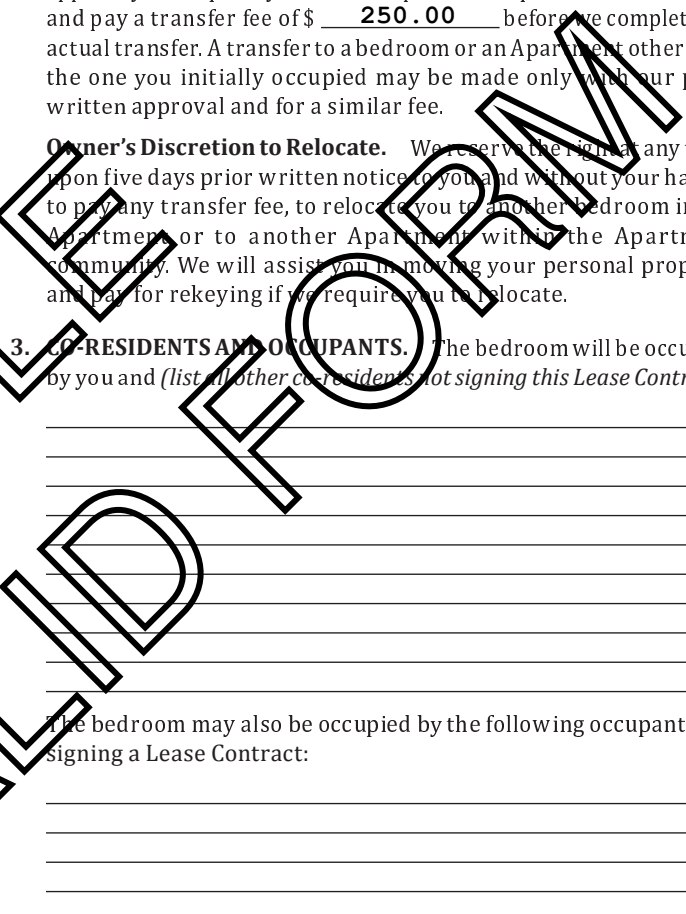 and pay a transfer fee of $ 250.00 before we complet
actual transfer. A transfer to a bedroom or an Apartment other
the one you initially occupied may be made only with our p
written approval and for a similar fee.
Owner’s Discretion to Relocate. We reserve the right at any
upon five days prior written notice to you and without your ha
to pay any transfer fee, to relocate you to another bedroom in
Apartment or to another Apartment within the Apartm
community. We will assist you in moving your personal prop
and pay for rekeying if we require you to relocate.
3. CO-RESIDENTS AND OCCUPANTS. The bedroom will be occu
by you and (list all other co-residents not signing this Lease Contr
The bedroom may also be occupied by the following occupant
signing a Lease Contract:
LE
ALID FORM